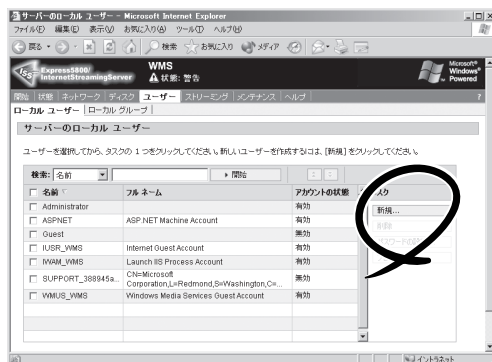 サーバーのローカル ユーザー - Microsoft Internet Explorer
ファイル(F) 編集(E) 表示(V) お気に入り(A) ツール(T) ヘルプ(H)
戻る 検索 お気に入り メディア
Express5800/
InternetStreamingServer
WMS
状態: 警告
Microsoft®
Windows®
Powered
開始 状態 ネットワーク ディスク ユーザー ストリーミング メンテナンス ヘルプ ?
ローカル ユーザー ローカル グループ
サーバーのローカル ユーザー
ユーザーを選択してから、タスクの 1 つをクリックしてください。新しいユーザーを作成するには、[新規] をクリックしてください。
検索: 名前 開始
名前 フル ネーム アカウントの状態 タスク
Administrator 有効
新規...
ASPNET ASP.NET Machine Account 有効
削除
Guest 無効
IUSR_WMS Internet Guest Account 有効
IWAM_WMS Launch IIS Process Account 有効
SUPPORT_388945a... CN=Microsoft Corporation,L=Redmond,S=Washington,C=... 無効
WMUS_WMS Windows Media Services Guest Account 有効
イントラネット